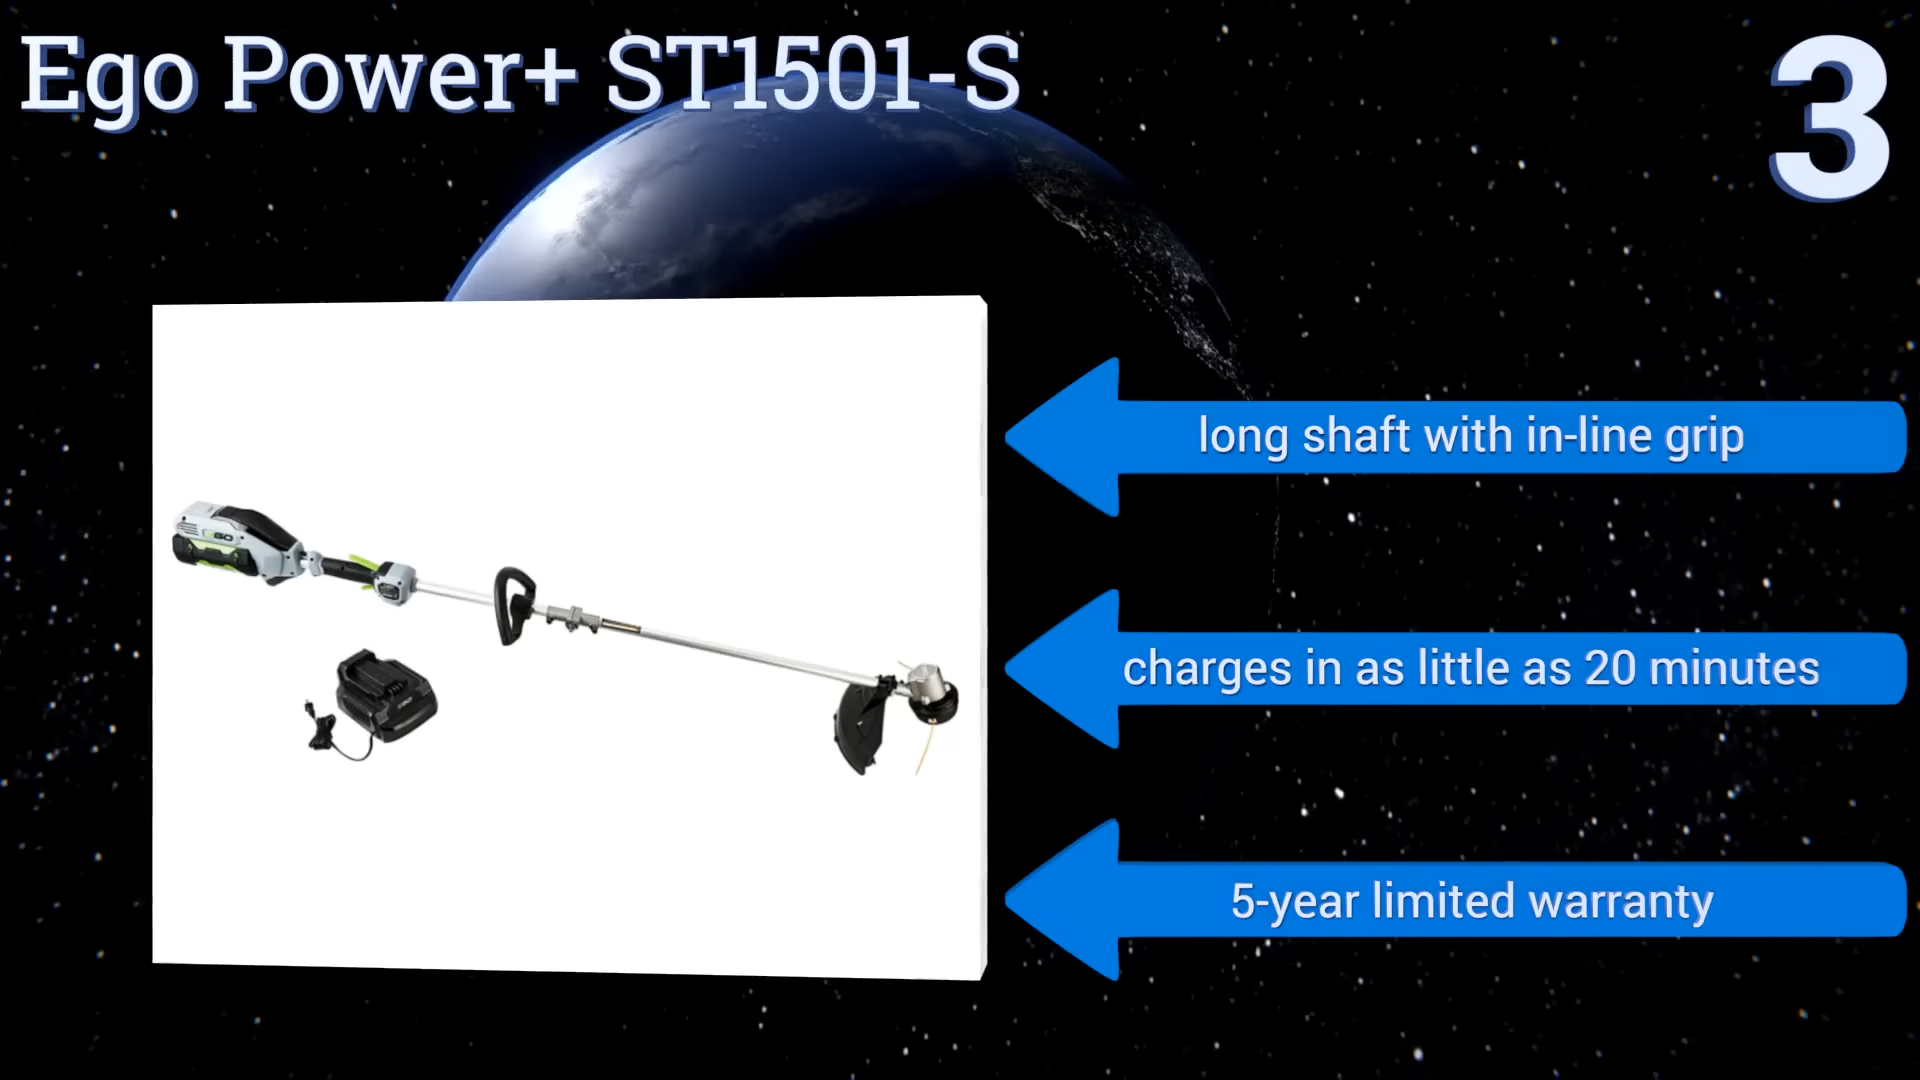 Ego Power+ ST1501-S
3
long shaft with in-line grip
charges in as little as 20 minutes
5-year limited warranty
EGO